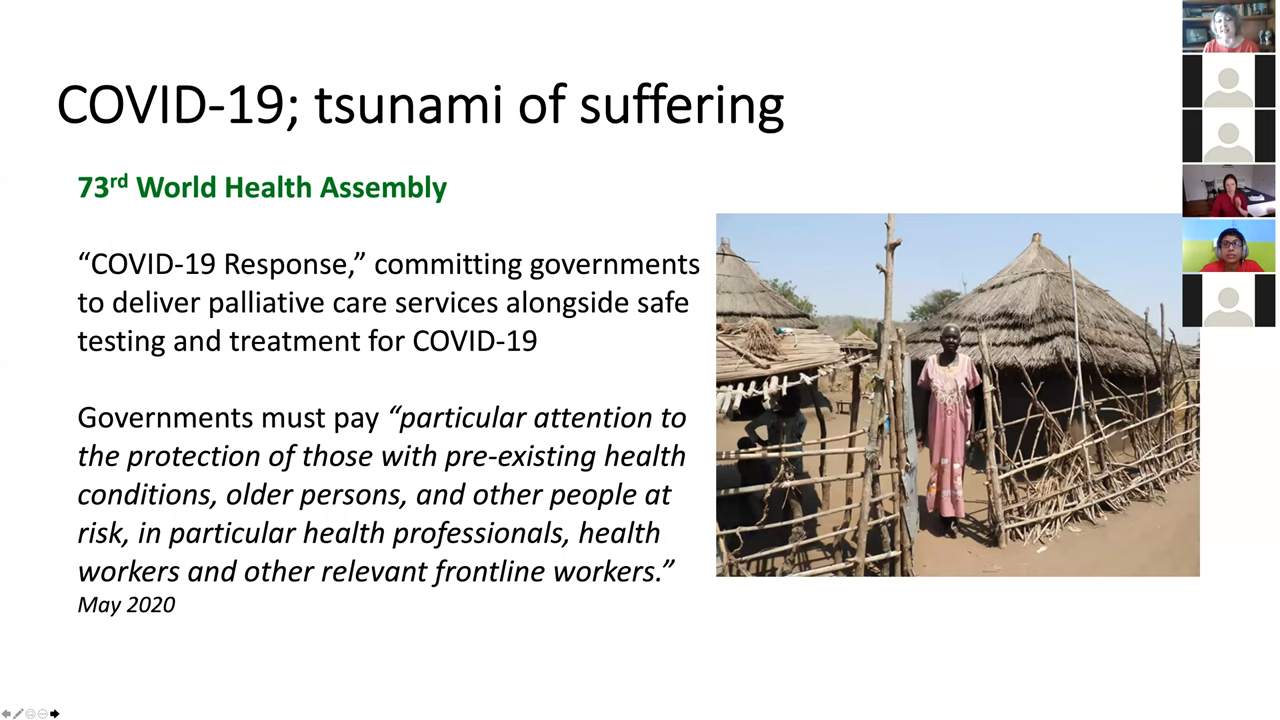 COVID-19; tsunami of suffering
73rd World Health Assembly
“COVID-19 Response,” committing governments
to deliver palliative care services alongside safe
testing and treatment for COVID-19
Governments must pay “particular attention to
the protection of those with pre-existing health
conditions, older persons, and other people at
risk, in particular health professionals, health
workers and other relevant frontline workers.”
May 2020